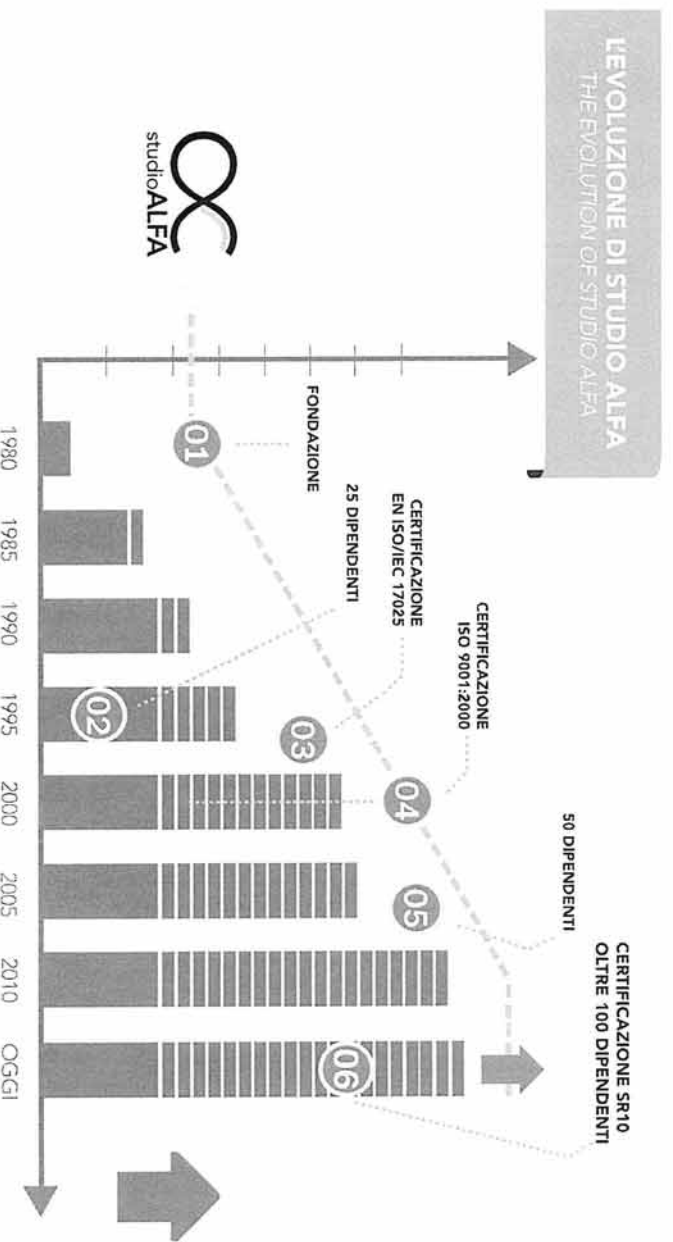 L'EVOLUZIONE DI STUDIO ALFA
THE EVOLUTION OF STUDIO ALFA
studioALFA
FONDAZIONE
25 DIPENDENTI
CERTIFICAZIONE
EN ISO/IEC 17025
CERTIFICAZIONE
ISO 9001:2000
50 DIPENDENTI
CERTIFICAZIONE SR10
OLTRE 100 DIPENDENTI
01
02
03
04
05
06
1980
1985
1990
1995
2000
2005
2010
OGGI